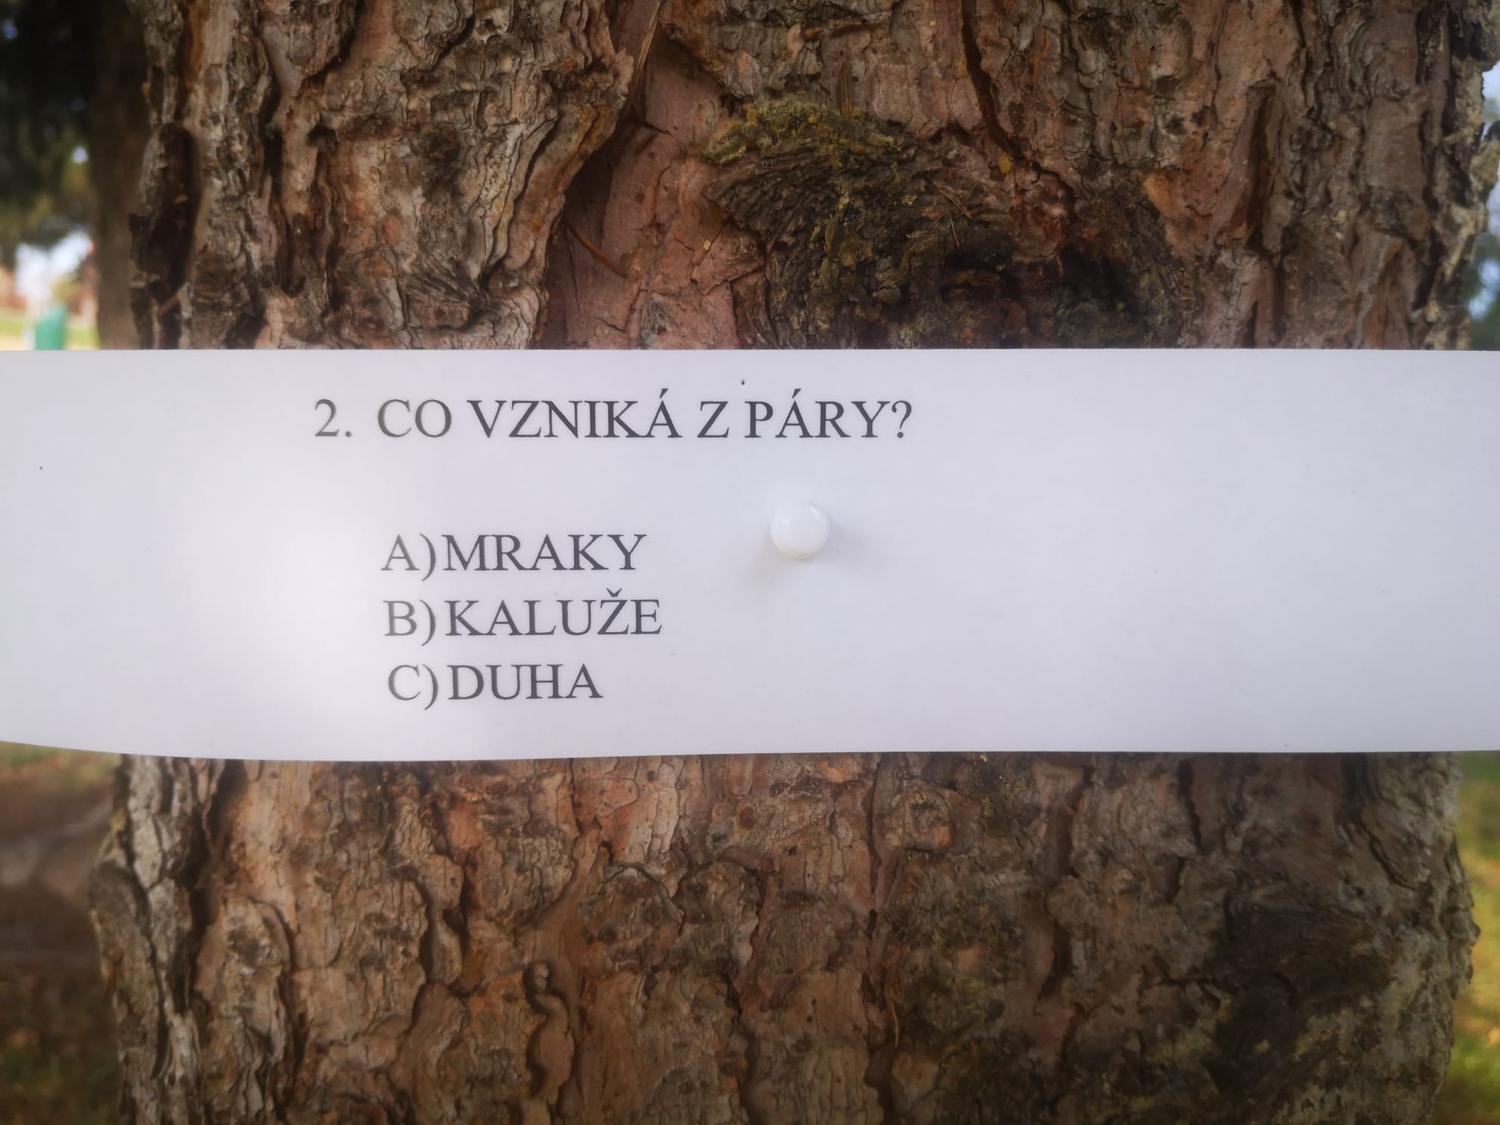 2. CO VZNIKÁ Z PÁRY?
A)MRAKY
B)KALUŽE
C)DUHA